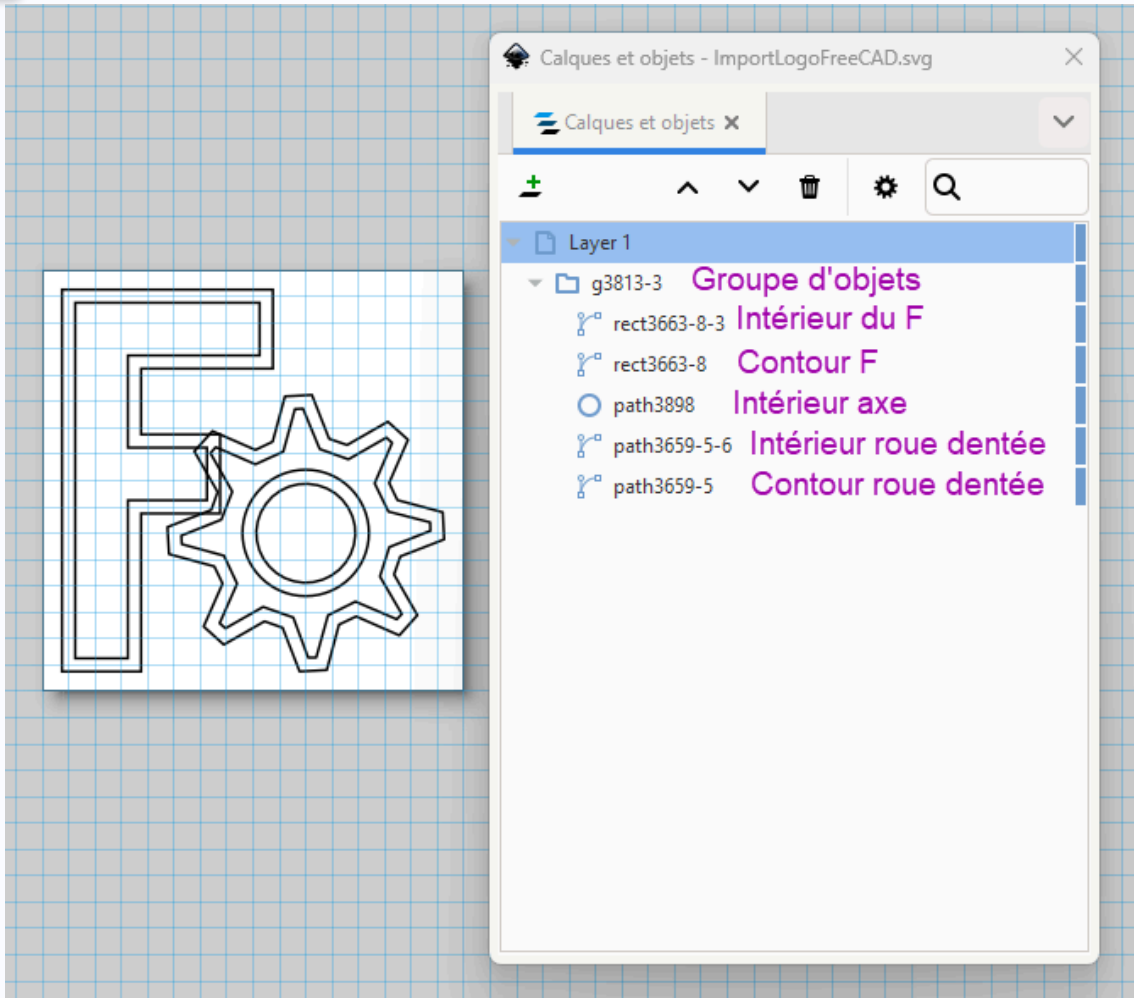 Calques et objets - ImportLogoFreeCAD.svg
Calques et objets
Layer 1
g3813-3 Groupe d'objets
rect3663-8-3 Intérieur du F
rect3663-8 Contour F
path3898 Intérieur axe
path3659-5-6 Intérieur roue dentée
path3659-5 Contour roue dentée